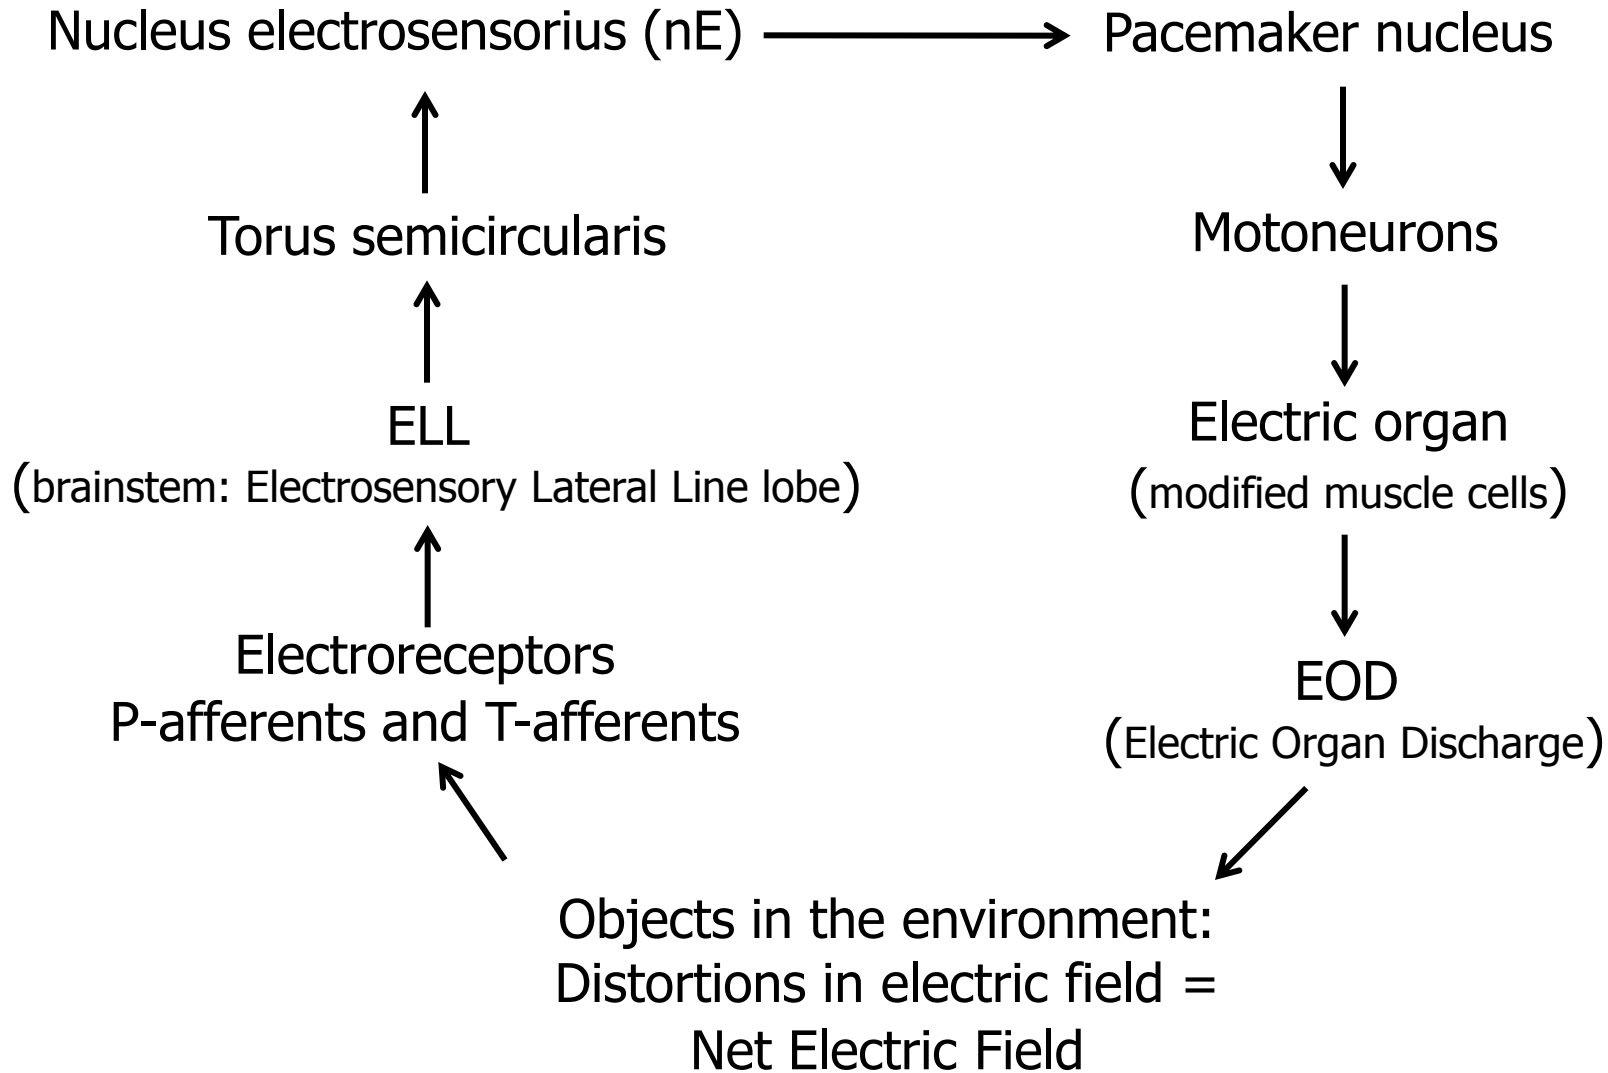 Nucleus electrosensorius (nE)
Pacemaker nucleus
Torus semicircularis
Motoneurons
ELL
(brainstem: Electrosensory Lateral Line lobe)
Electric organ
(modified muscle cells)
Electroreceptors
P-afferents and T-afferents
EOD
(Electric Organ Discharge)
Objects in the environment:
Distortions in electric field =
Net Electric Field